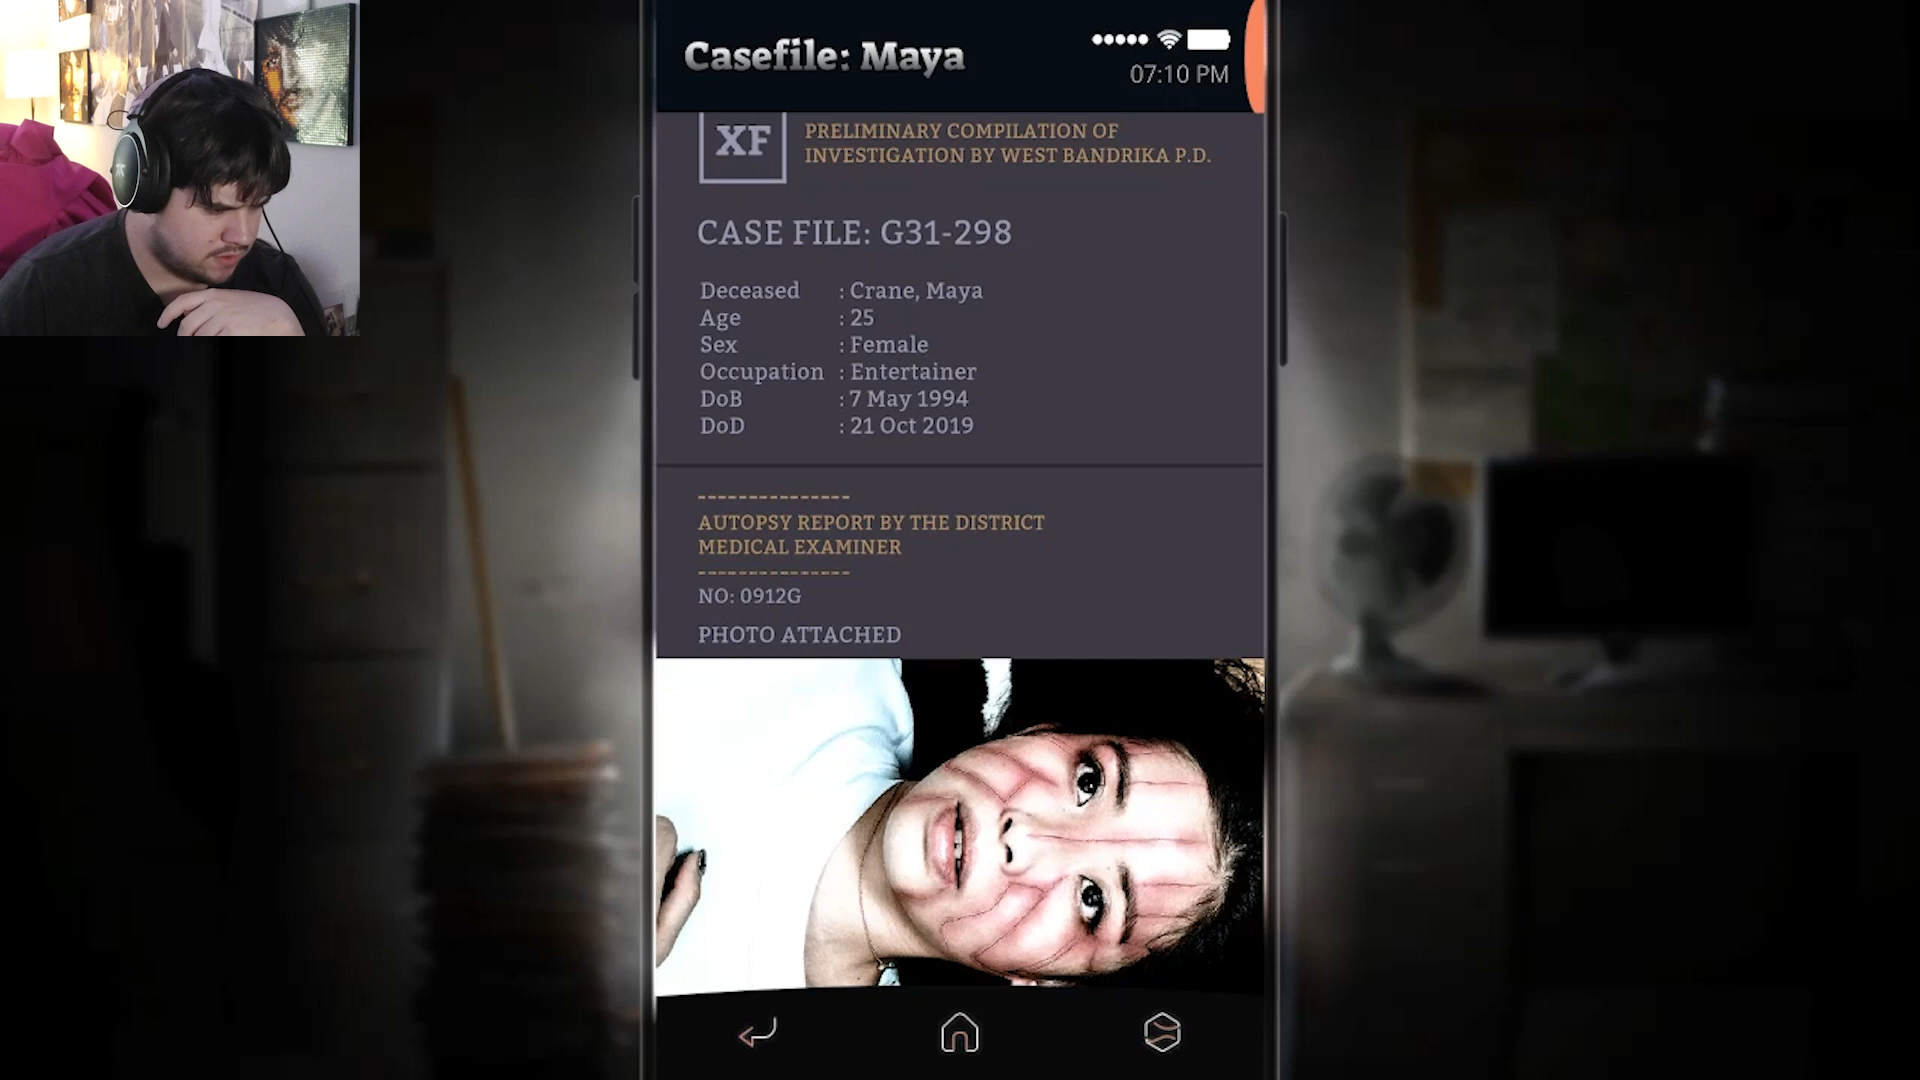 Casefile: Maya
07:10 PM
XF
PRELIMINARY COMPILATION OF
INVESTIGATION BY WEST BANDRIKA P.D.
CASE FILE: G31-298
Deceased : Crane, Maya
Age : 25
Sex : Female
Occupation : Entertainer
DoB : 7 May 1994
DoD : 21 Oct 2019
---------------
AUTOPSY REPORT BY THE DISTRICT
MEDICAL EXAMINER
---------------
NO: 0912G
PHOTO ATTACHED